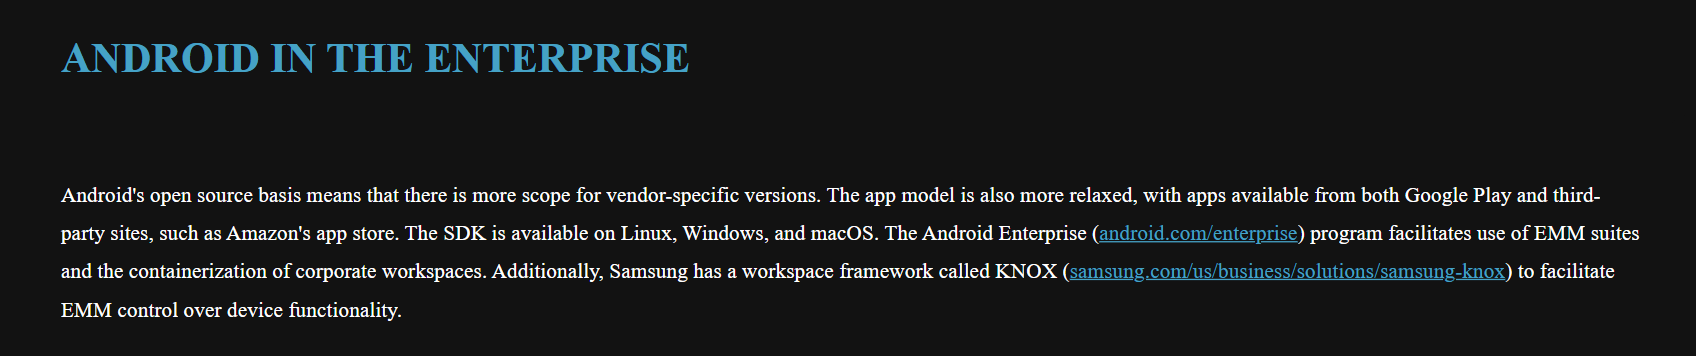 ANDROID IN THE ENTERPRISE
Android's open source basis means that there is more scope for vendor-specific versions. The app model is also more relaxed, with apps available from both Google Play and third-
party sites, such as Amazon's app store. The SDK is available on Linux, Windows, and macOS. The Android Enterprise (android.com/enterprise) program facilitates use of EMM suites
and the containerization of corporate workspaces. Additionally, Samsung has a workspace framework called KNOX (samsung.com/us/business/solutions/samsung-knox) to facilitate
EMM control over device functionality.